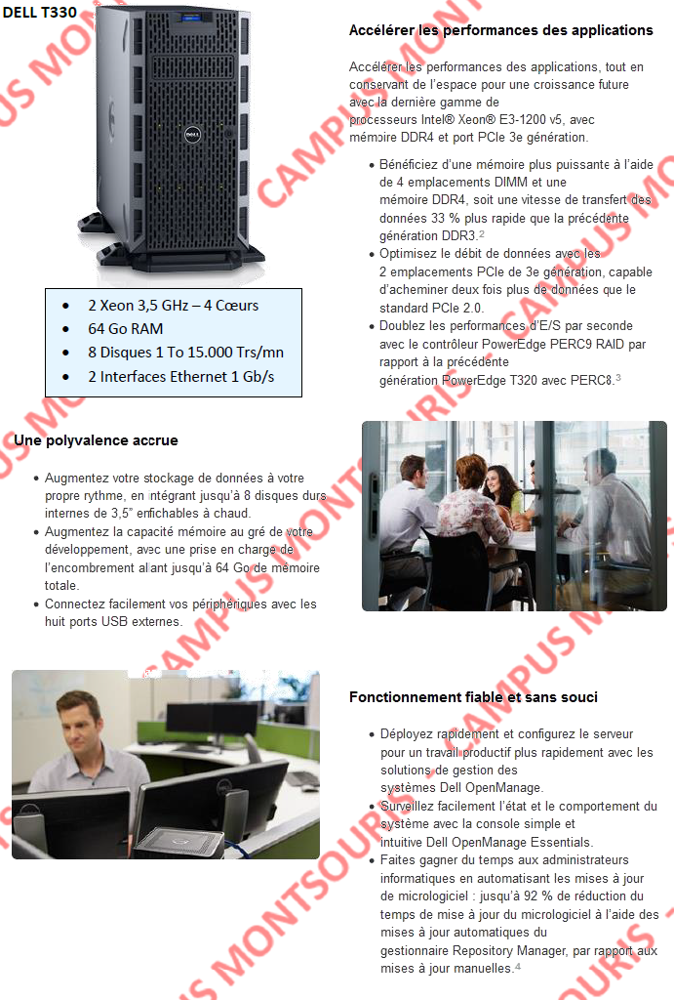 DELL T330
Accélérer les performances des applications
Accélérer les performances des applications, tout en
conservant de l'espace pour une croissance future
avec la dernière gamme de
processeurs Intel® Xeon® E3-1200 v5, avec
mémoire DDR4 et port PCIe 3e génération.
• Bénéficiez d'une mémoire plus puissante à l'aide
de 4 emplacements DIMM et une
mémoire DDR4, soit une vitesse de transfert des
données 33 % plus rapide que la précédente
génération DDR3.2
• Optimisez le débit de données avec les
2 emplacements PCIe de 3e génération, capable
d'acheminer deux fois plus de données que le
standard PCIe 2.0.
• Doublez les performances d'E/S par seconde
avec le contrôleur PowerEdge PERC9 RAID par
rapport à la précédente
génération PowerEdge T320 avec PERC8.3
DELL
• 2 Xeon 3,5 GHz – 4 Cœurs
• 64 Go RAM
• 8 Disques 1 To 15.000 Trs/mn
• 2 Interfaces Ethernet 1 Gb/s
Une polyvalence accrue
• Augmentez votre stockage de données à votre
propre rythme, en intégrant jusqu'à 8 disques durs
internes de 3,5” enfichables à chaud.
• Augmentez la capacité mémoire au gré de votre
développement, avec une prise en charge de
l'encombrement allant jusqu'à 64 Go de mémoire
totale.
• Connectez facilement vos périphériques avec les
huit ports USB externes.
Fonctionnement fiable et sans souci
• Déployez rapidement et configurez le serveur
pour un travail productif plus rapidement avec les
solutions de gestion des
systèmes Dell OpenManage.
• Surveillez facilement l'état et le comportement du
système avec la console simple et
intuitive Dell OpenManage Essentials.
• Faites gagner du temps aux administrateurs
informatiques en automatisant les mises à jour
de micrologiciel : jusqu'à 92 % de réduction du
temps de mise à jour du micrologiciel à l'aide des
mises à jour automatiques du
gestionnaire Repository Manager, par rapport aux
mises à jour manuelles.4
CAMPUS MONTSOURIS - CAMPUS MONTSOURIS